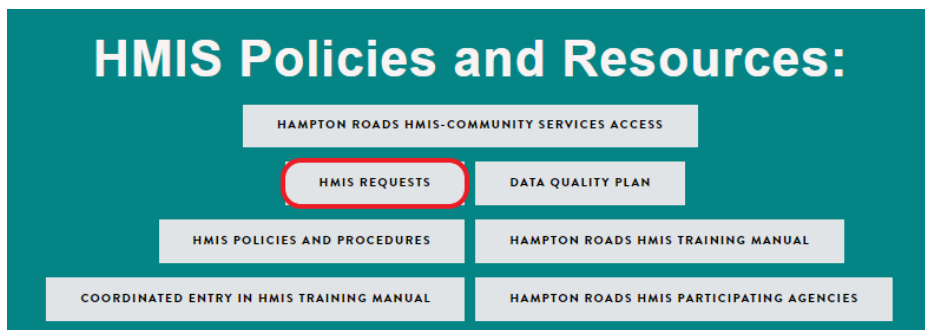 HMIS Policies and Resources:
HAMPTON ROADS HMIS-COMMUNITY SERVICES ACCESS
HMIS REQUESTS
DATA QUALITY PLAN
HMIS POLICIES AND PROCEDURES
HAMPTON ROADS HMIS TRAINING MANUAL
COORDINATED ENTRY IN HMIS TRAINING MANUAL
HAMPTON ROADS HMIS PARTICIPATING AGENCIES